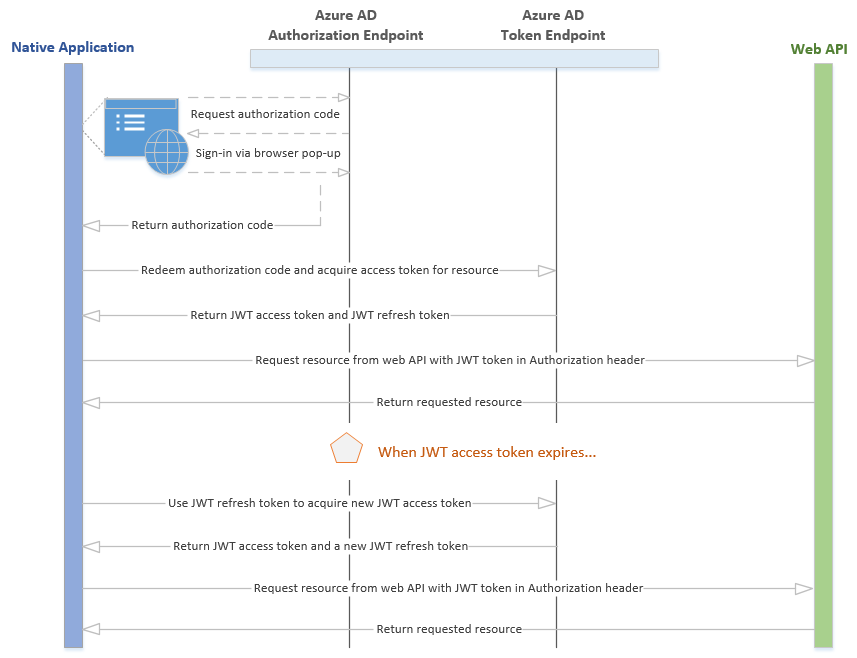 Azure AD
Authorization Endpoint
Azure AD
Token Endpoint
Native Application
Web API
Request authorization code
Sign-in via browser pop-up
Return authorization code
Redeem authorization code and acquire access token for resource
Return JWT access token and JWT refresh token
Request resource from web API with JWT token in Authorization header
Return requested resource
When JWT access token expires...
Use JWT refresh token to acquire new JWT access token
Return JWT access token and a new JWT refresh token
Request resource from web API with JWT token in Authorization header
Return requested resource